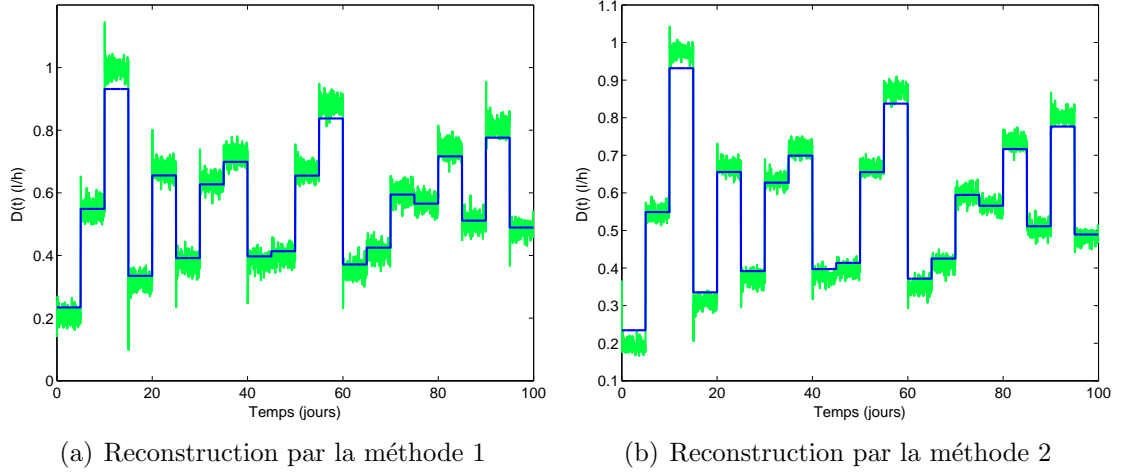 D(t) (l/h)
1
0.8
0.6
0.4
0.2
0
0 20 40 60 80 100
Temps (jours)
(a) Reconstruction par la méthode 1
D(t) (l/h)
1.1
1
0.9
0.8
0.7
0.6
0.5
0.4
0.3
0.2
0.1
0 20 40 60 80 100
Temps (jours)
(b) Reconstruction par la méthode 2